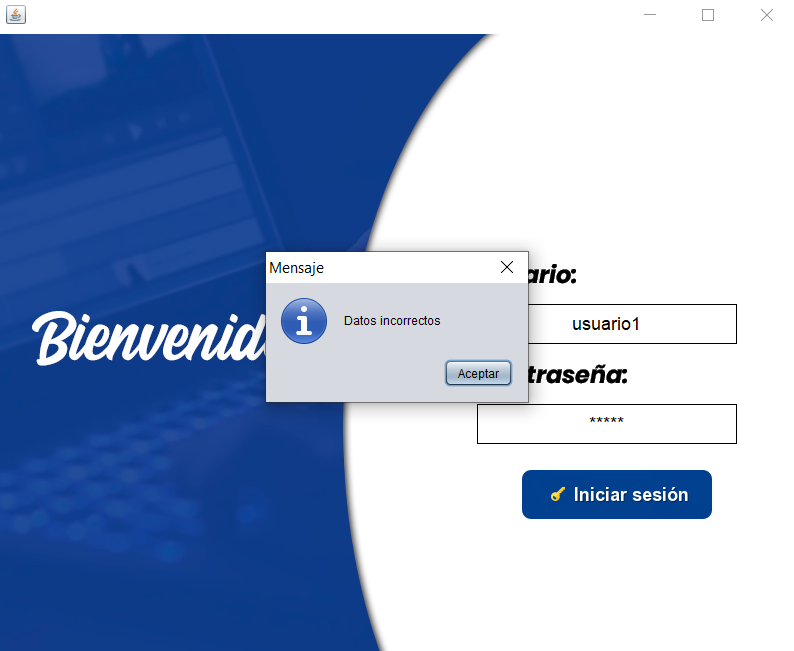 Mensaje
Datos incorrectos
Aceptar
Bienvenid
ario:
usuario1
traseña:
*****
Iniciar sesión